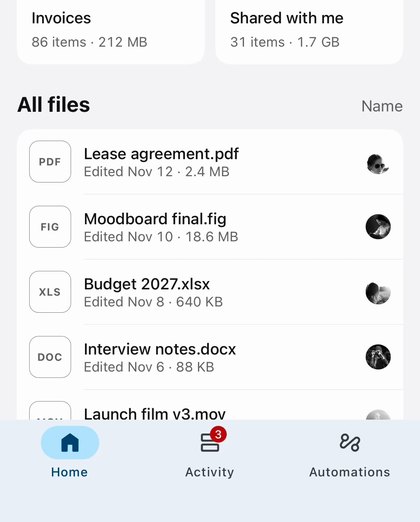 Invoices
86 items · 212 MB
Shared with me
31 items · 1.7 GB
All files
Name
PDF
Lease agreement.pdf
Edited Nov 12 · 2.4 MB
FIG
Moodboard final.fig
Edited Nov 10 · 18.6 MB
XLS
Budget 2027.xlsx
Edited Nov 8 · 640 KB
DOC
Interview notes.docx
Edited Nov 6 · 88 KB
Launch film v3.mov
3
Home
Activity
Automations